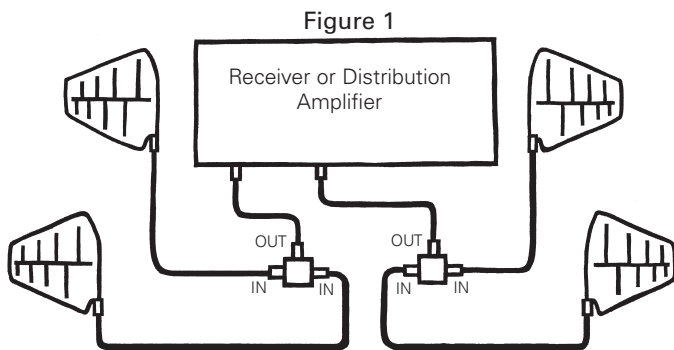 Figure 1
Receiver or Distribution
Amplifier
OUT
IN
IN
OUT
IN
IN